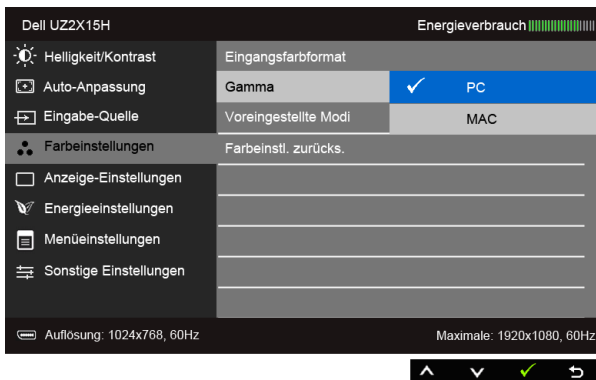 Dell UZ2X15H Energieverbrauch
Helligkeit/Kontrast Eingangsfarbformat
Auto-Anpassung Gamma PC
Eingabe-Quelle Voreingestellte Modi MAC
Farbeinstellungen Farbeinstl. zurücks.
Anzeige-Einstellungen
Energieeinstellungen
Menüeinstellungen
Sonstige Einstellungen
Auflösung: 1024x768, 60Hz Maximale: 1920x1080, 60Hz